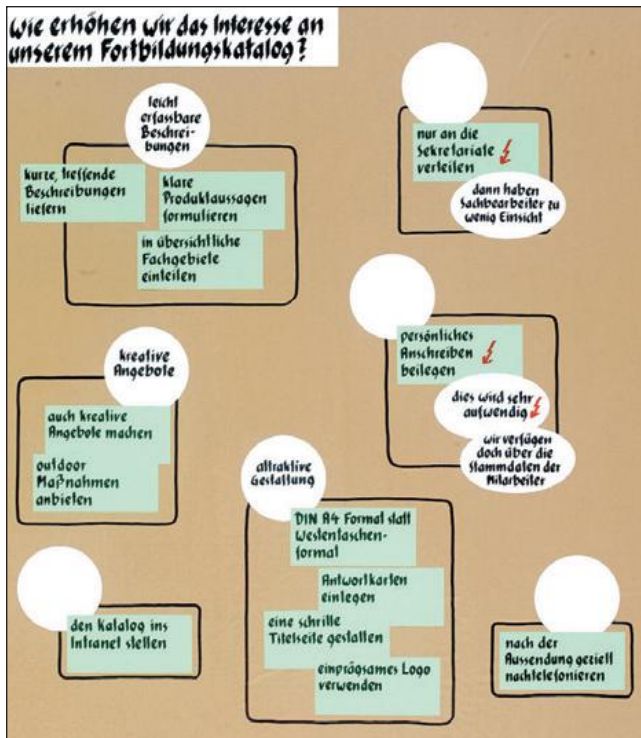 wie erhöhen wir das Interesse an
unserem Fortbildungskatalog?
leicht
erfassbare
Beschrei-
bungen
kurze, treffende
Beschreibungen
liefern
klare
Produktaussagen
formulieren
in übersichtliche
Fachgebiete
einteilen
nur an die
Sekretariate
verteilen
dann haben
Sachbearbeiter zu
wenig Einsicht
kreative
Angebote
auch kreative
Angebote machen
outdoor
Maßnahmen
anbieten
persönliches
Anschreiben
beilegen
dies wird sehr
aufwendig
wir verfügen
doch über die
Stammdaten der
Mitarbeiter
attraktive
Gestaltung
DIN A4 Format statt
Westentaschen-
format
Antwortkarten
einlegen
eine schrille
Titelseite gestalten
einprägsames Logo
verwenden
den Katalog ins
Intranet stellen
nach der
Aussendung gezielt
nachtelefonieren